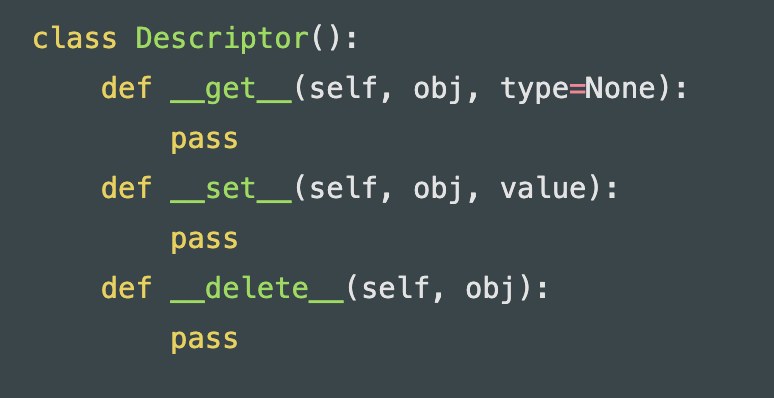 class Descriptor():
    def __get__(self, obj, type=None):
        pass
    def __set__(self, obj, value):
        pass
    def __delete__(self, obj):
        pass